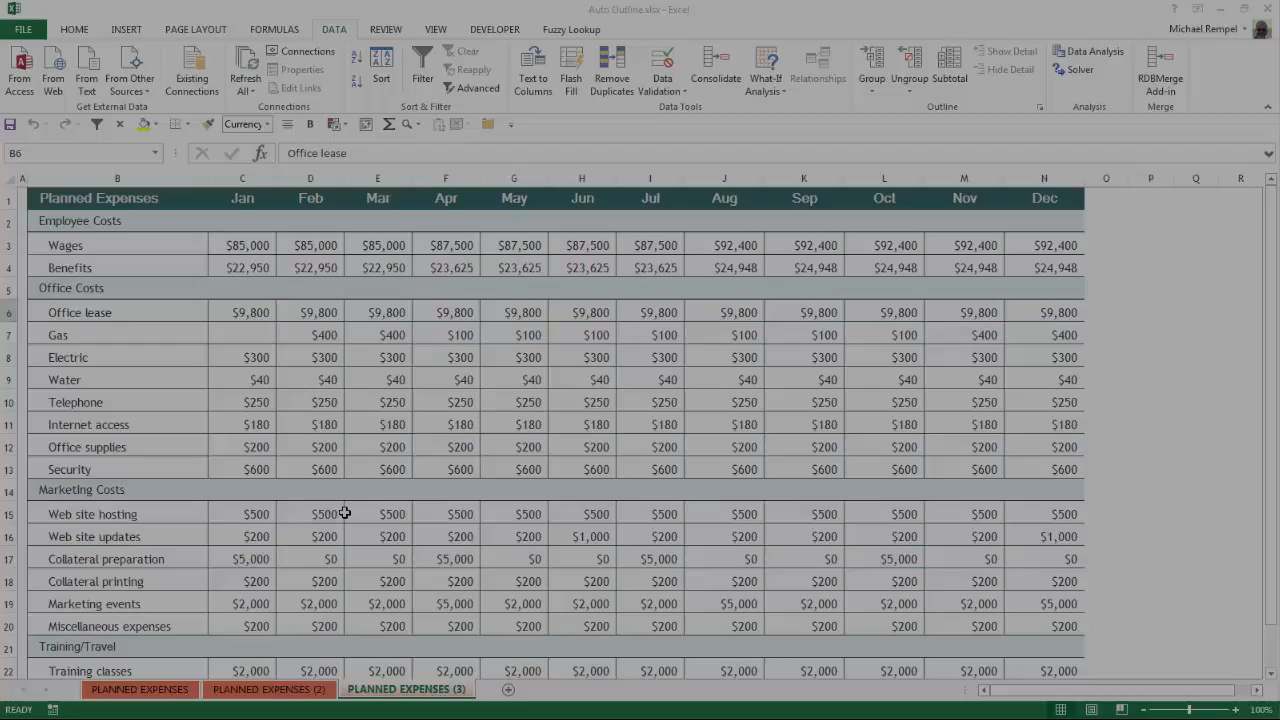 Auto Outline.xlsx - Excel
FILE HOME INSERT PAGE LAYOUT FORMULAS DATA REVIEW VIEW DEVELOPER Fuzzy Lookup Michael Rempel
From Access
From Web
From Text
From Other Sources
Get External Data
Existing Connections
Refresh All
Connections
Properties
Edit Links
Connections
Sort
Filter
Clear
Reapply
Advanced
Sort & Filter
Text to Columns
Flash Fill
Remove Duplicates
Data Validation
Consolidate
What-If Analysis
Relationships
Data Tools
Group
Ungroup
Subtotal
Show Detail
Hide Detail
Outline
Data Analysis
Solver
Analysis
RDBMerge Add-in
Merge
Currency
B6 Office lease
A B C D E F G H I J K L M N O P Q R
1 Planned Expenses Jan Feb Mar Apr May Jun Jul Aug Sep Oct Nov Dec
2 Employee Costs
3 Wages $85,000 $85,000 $85,000 $87,500 $87,500 $87,500 $87,500 $92,400 $92,400 $92,400 $92,400 $92,400
4 Benefits $22,950 $22,950 $22,950 $23,625 $23,625 $23,625 $23,625 $24,948 $24,948 $24,948 $24,948 $24,948
5 Office Costs
6 Office lease $9,800 $9,800 $9,800 $9,800 $9,800 $9,800 $9,800 $9,800 $9,800 $9,800 $9,800 $9,800
7 Gas $400 $400 $100 $100 $100 $100 $100 $100 $100 $400 $400
8 Electric $300 $300 $300 $300 $300 $300 $300 $300 $300 $300 $300 $300
9 Water $40 $40 $40 $40 $40 $40 $40 $40 $40 $40 $40 $40
10 Telephone $250 $250 $250 $250 $250 $250 $250 $250 $250 $250 $250 $250
11 Internet access $180 $180 $180 $180 $180 $180 $180 $180 $180 $180 $180 $180
12 Office supplies $200 $200 $200 $200 $200 $200 $200 $200 $200 $200 $200 $200
13 Security $600 $600 $600 $600 $600 $600 $600 $600 $600 $600 $600 $600
14 Marketing Costs
15 Web site hosting $500 $500 $500 $500 $500 $500 $500 $500 $500 $500 $500 $500
16 Web site updates $200 $200 $200 $200 $200 $1,000 $200 $200 $200 $200 $200 $1,000
17 Collateral preparation $5,000 $0 $0 $5,000 $0 $0 $5,000 $0 $0 $5,000 $0 $0
18 Collateral printing $200 $200 $200 $200 $200 $200 $200 $200 $200 $200 $200 $200
19 Marketing events $2,000 $2,000 $2,000 $5,000 $2,000 $2,000 $2,000 $5,000 $2,000 $2,000 $2,000 $5,000
20 Miscellaneous expenses $200 $200 $200 $200 $200 $200 $200 $200 $200 $200 $200 $200
21 Training/Travel
22 Training classes $2,000 $2,000 $2,000 $2,000 $2,000 $2,000 $2,000 $2,000 $2,000 $2,000 $2,000 $2,000
PLANNED EXPENSES PLANNED EXPENSES (2) PLANNED EXPENSES (3)
READY 100%